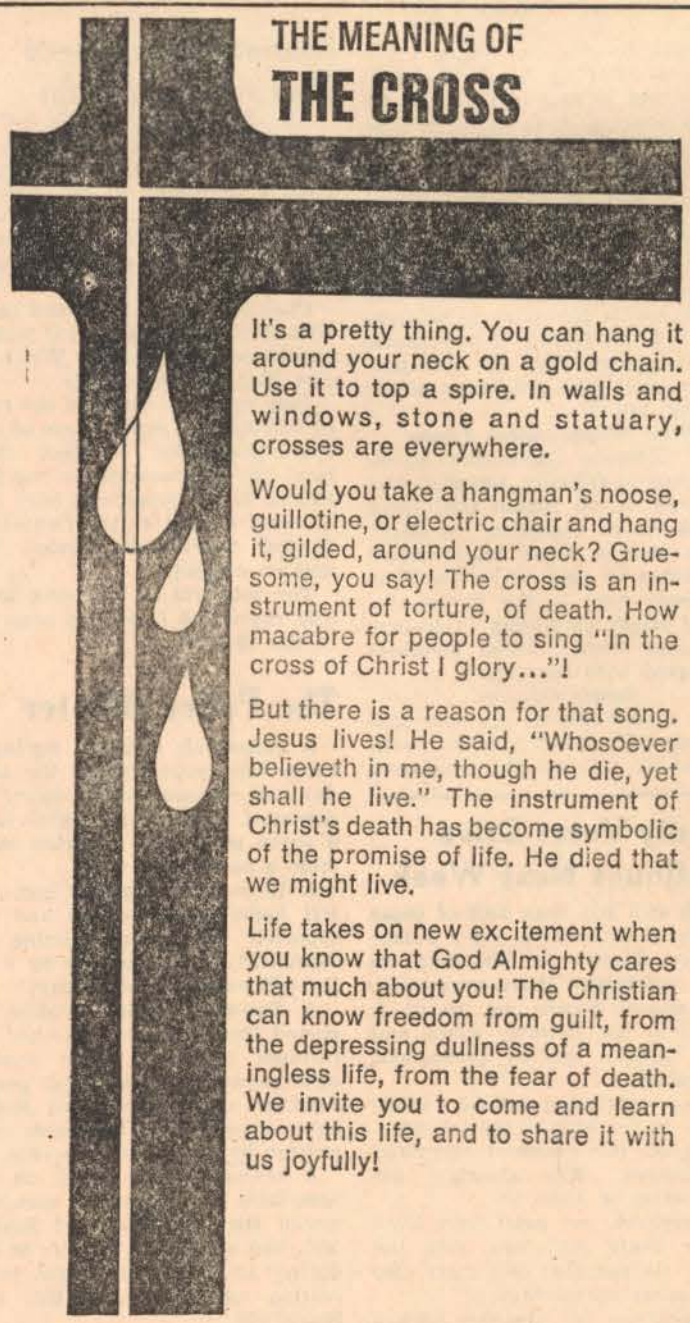 THE MEANING OF
THE CROSS
It's a pretty thing. You can hang it
around your neck on a gold chain.
Use it to top a spire. In walls and
windows, stone and statuary,
crosses are everywhere.
Would you take a hangman's noose,
guillotine, or electric chair and hang
it, gilded, around your neck? Grue-
some, you say! The cross is an in-
strument of torture, of death. How
macabre for people to sing "In the
cross of Christ I glory..."!
But there is a reason for that song.
Jesus lives! He said, "Whosoever
believeth in me, though he die, yet
shall he live." The instrument of
Christ's death has become symbolic
of the promise of life. He died that
we might live.
Life takes on new excitement when
you know that God Almighty cares
that much about you! The Christian
can know freedom from guilt, from
the depressing dullness of a mean-
ingless life, from the fear of death.
We invite you to come and learn
about this life, and to share it with
us joyfully!